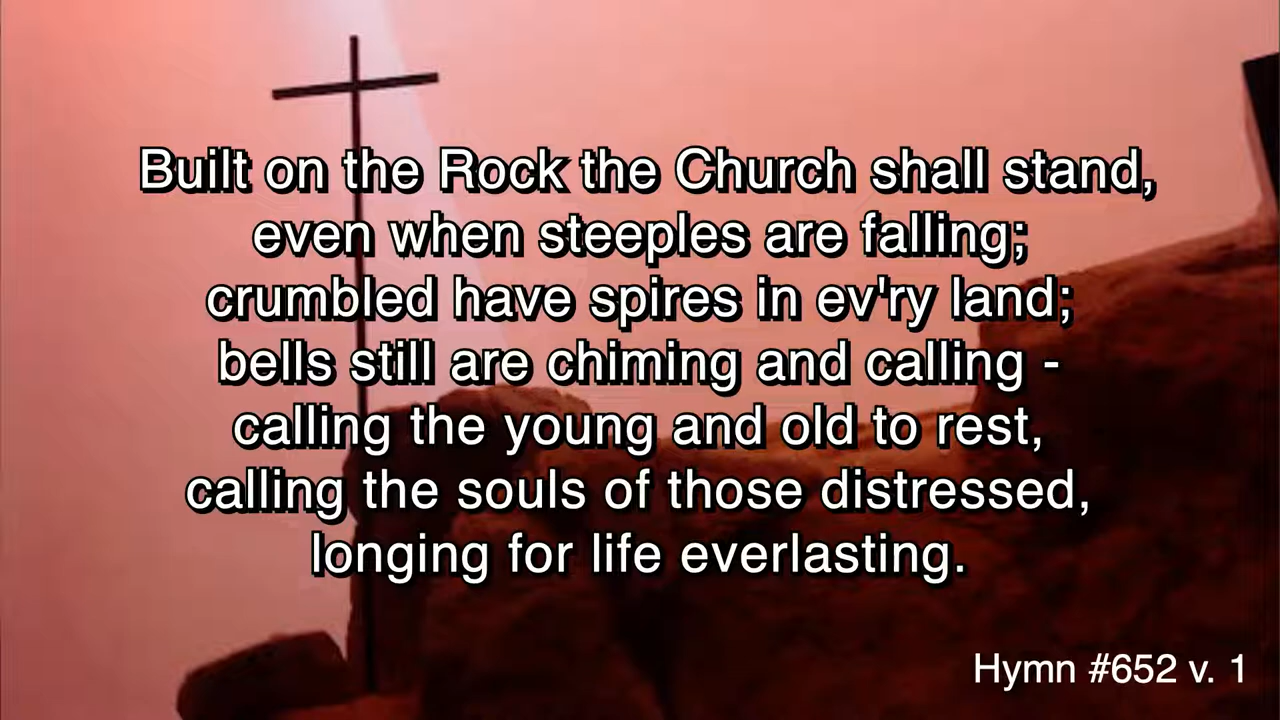 Built on the Rock the Church shall stand,
even when steeples are falling;
crumbled have spires in ev'ry land;
bells still are chiming and calling -
calling the young and old to rest,
calling the souls of those distressed,
longing for life everlasting.
Hymn #652 v. 1